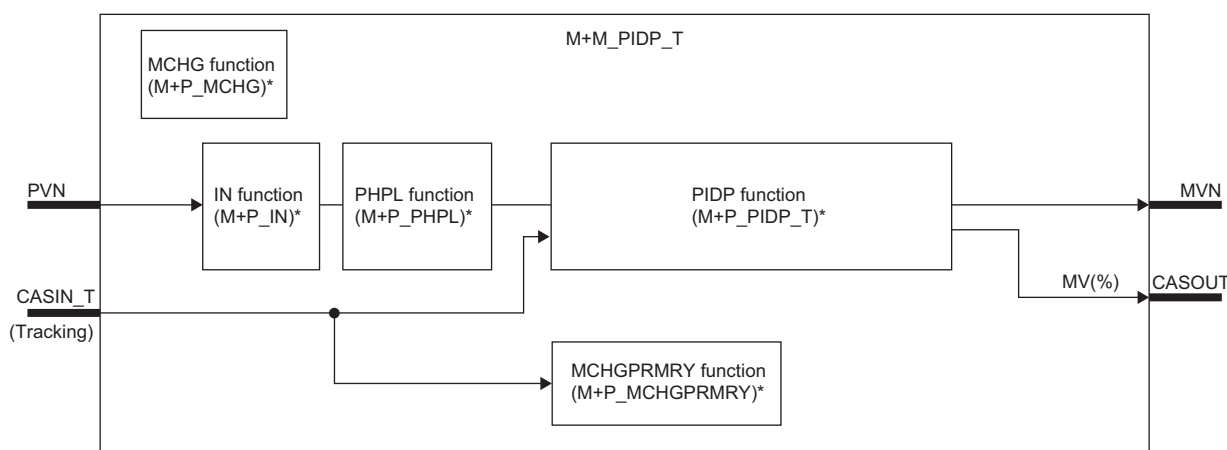 M+M_PIDP_T
MCHG function
(M+P_MCHG)*
PVN
IN function
(M+P_IN)*
PHPL function
(M+P_PHPL)*
PIDP function
(M+P_PIDP_T)*
MVN
CASIN_T
(Tracking)
MV(%)
CASOUT
MCHGPRMRY function
(M+P_MCHGPRMRY)*